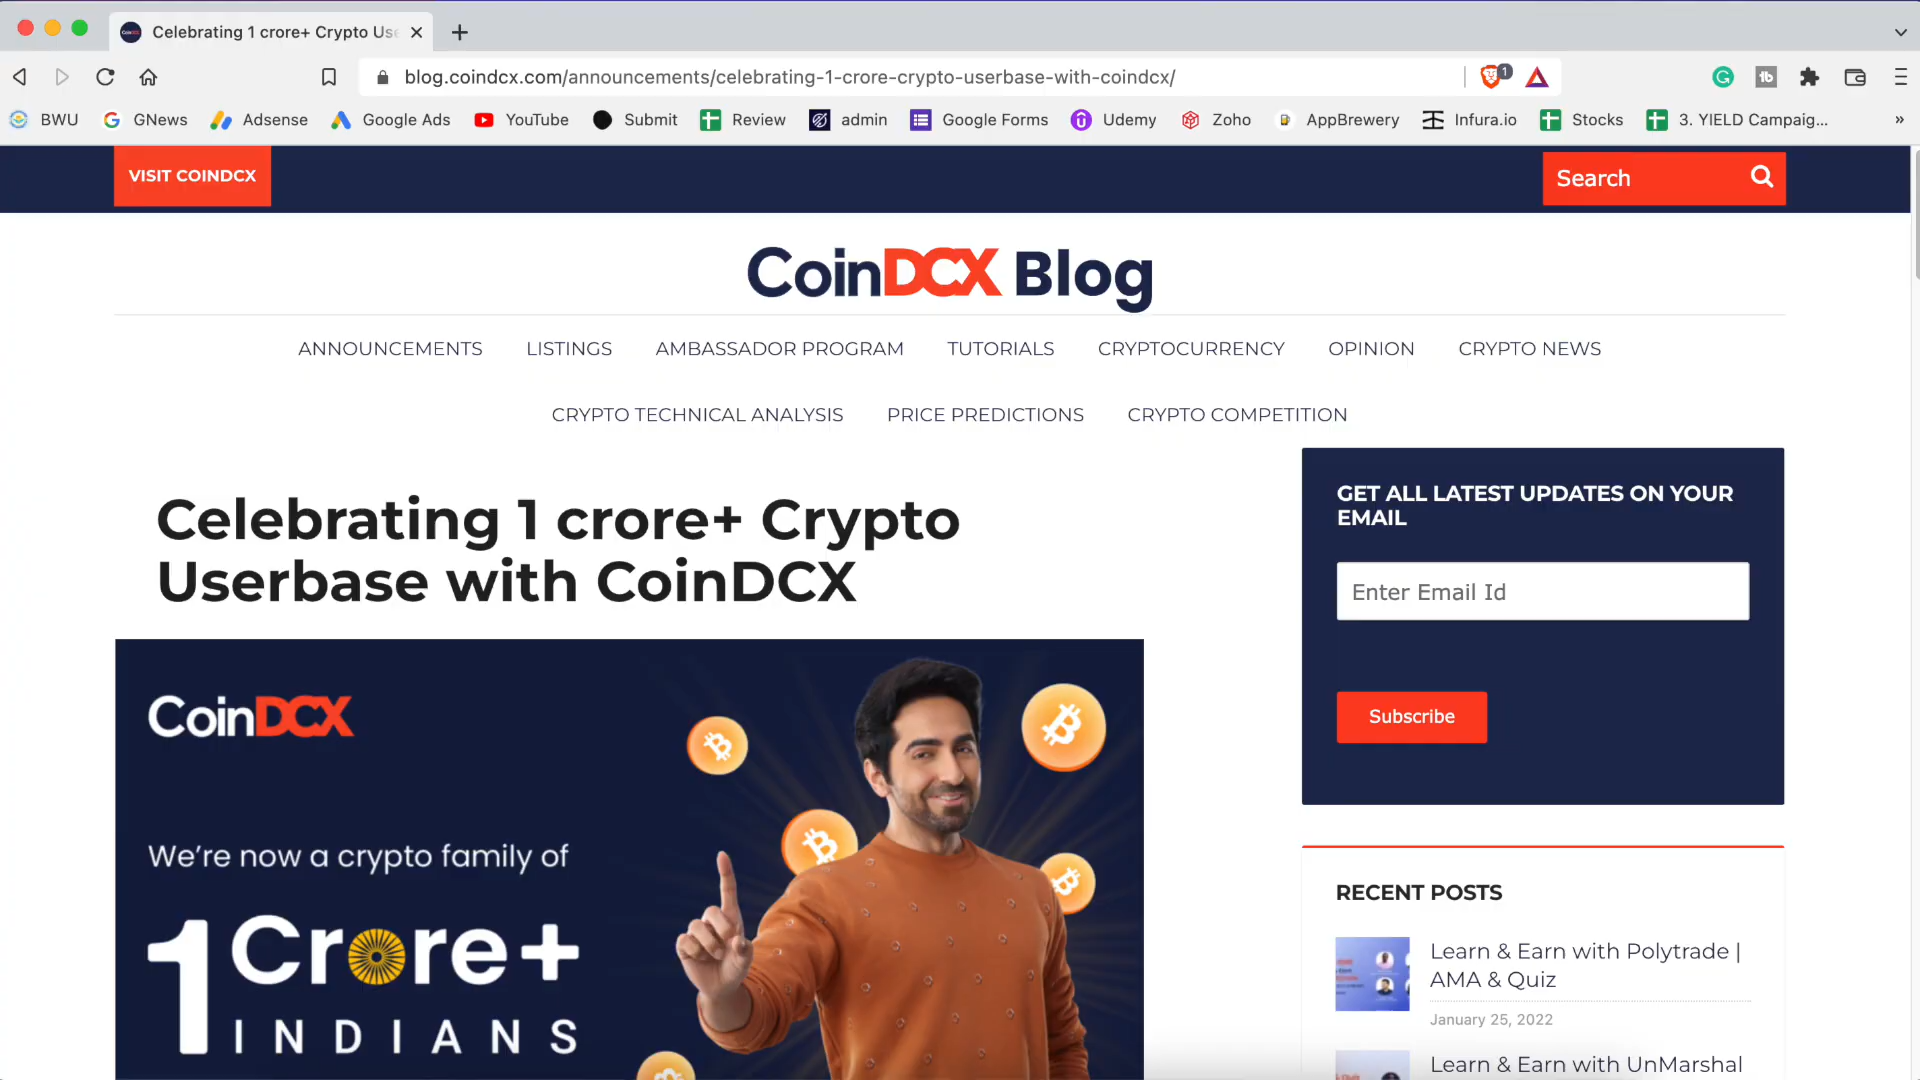 Celebrating 1 crore+ Crypto Us
blog.coindcx.com/announcements/celebrating-1-crore-crypto-userbase-with-coindcx/
1
BWU GNews Adsense Google Ads YouTube Submit Review admin Google Forms Udemy Zoho AppBrewery Infura.io Stocks 3. YIELD Campaig... »
VISIT COINDCX
Search
CoinDCX Blog
ANNOUNCEMENTS LISTINGS AMBASSADOR PROGRAM TUTORIALS CRYPTOCURRENCY OPINION CRYPTO NEWS
CRYPTO TECHNICAL ANALYSIS PRICE PREDICTIONS CRYPTO COMPETITION
Celebrating 1 crore+ Crypto
Userbase with CoinDCX
CoinDCX
We're now a crypto family of
1 Crore+
INDIANS
GET ALL LATEST UPDATES ON YOUR
EMAIL
Enter Email Id
Subscribe
RECENT POSTS
Learn & Earn with Polytrade |
AMA & Quiz
January 25, 2022
Learn & Earn with UnMarshal